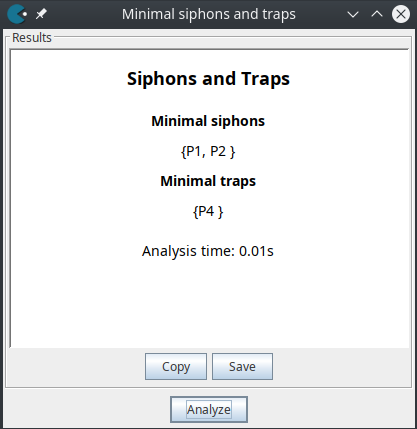 Minimal siphons and traps
Results
Siphons and Traps
Minimal siphons
{P1, P2 }
Minimal traps
{P4 }
Analysis time: 0.01s
Copy Save
Analyze